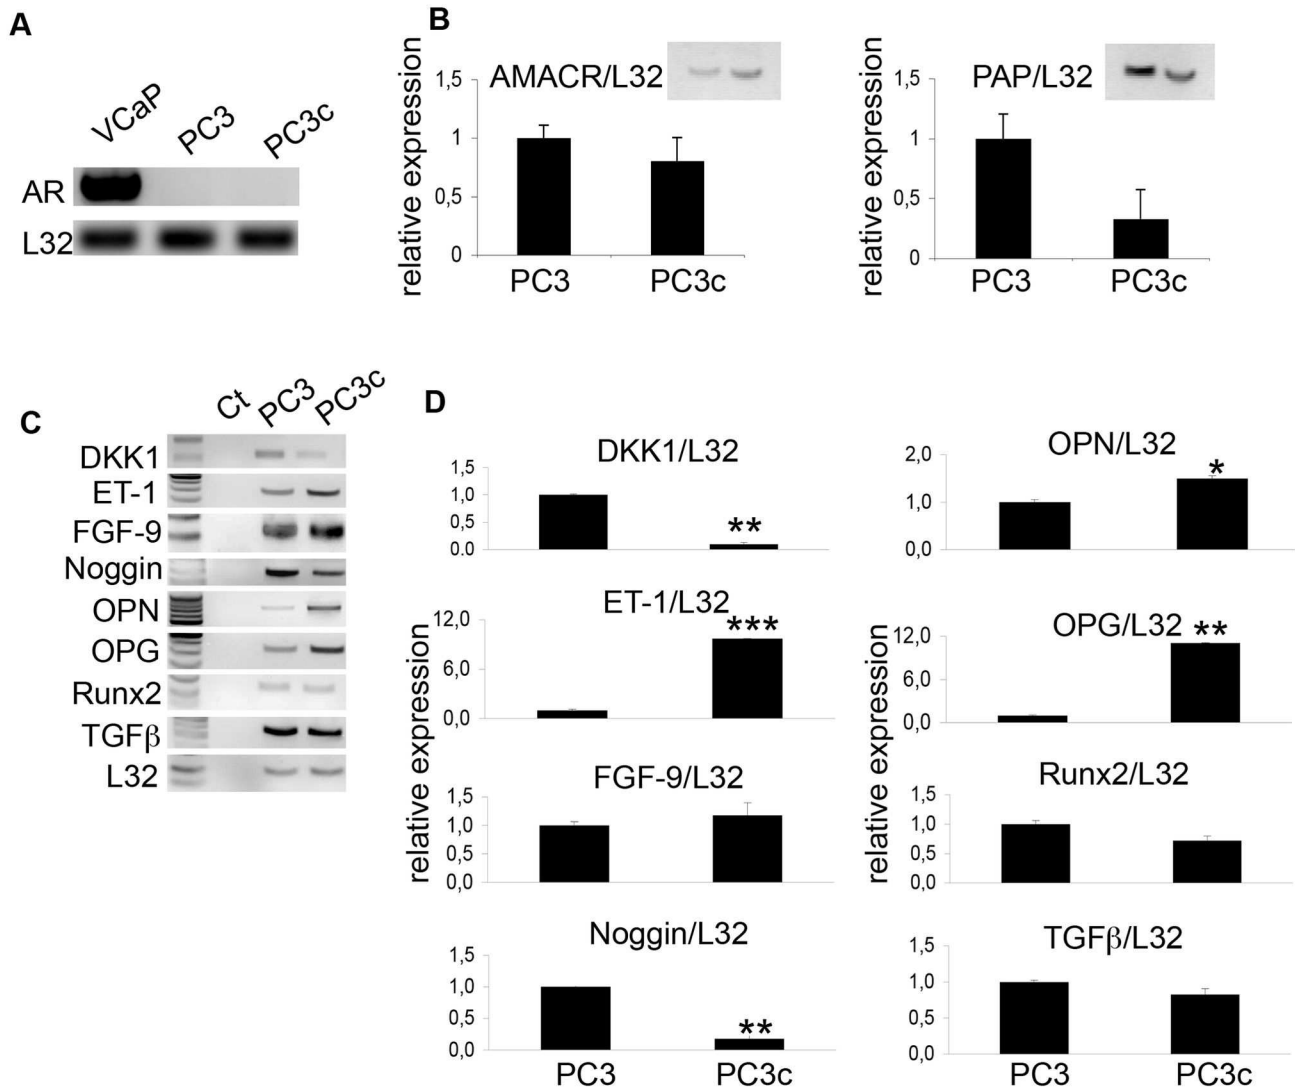 A
VCaP
PC3
PC3c
AR
L32
B
relative expression
AMACR/L32
1,5
1
0,5
0
PC3
PC3c
relative expression
PAP/L32
1,5
1
0,5
0
PC3
PC3c
C
Ct
PC3
PC3c
DKK1
ET-1
FGF-9
Noggin
OPN
OPG
Runx2
TGFβ
L32
D
relative expression
DKK1/L32
1,5
1,0
0,5
0.0
**
ET-1/L32
12,0
6,0
0,0
***
FGF-9/L32
1,5
1,0
0,5
0,0
Noggin/L32
1,5
1,0
0,5
0,0
**
PC3
PC3c
relative expression
OPN/L32
2,0
1,0
0,0
*
OPG/L32
12,0
6,0
0,0
**
Runx2/L32
1,5
1,0
0,5
0,0
TGFβ/L32
1,5
1,0
0,5
0,0
PC3
PC3c